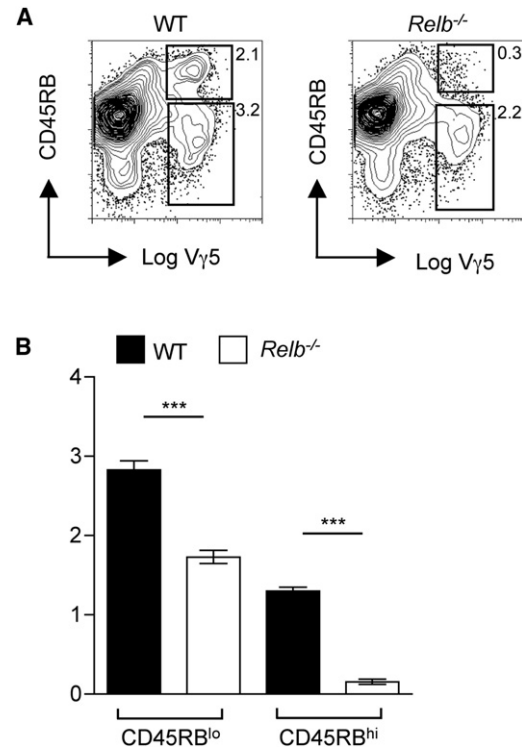 A
WT
Relb-/-
CD45RB
2.1
3.2
Log Vγ5
CD45RB
0.3
2.2
Log Vγ5
B
WT
Relb-/-
4
3
2
1
0
***
***
CD45RBlo
CD45RBhi